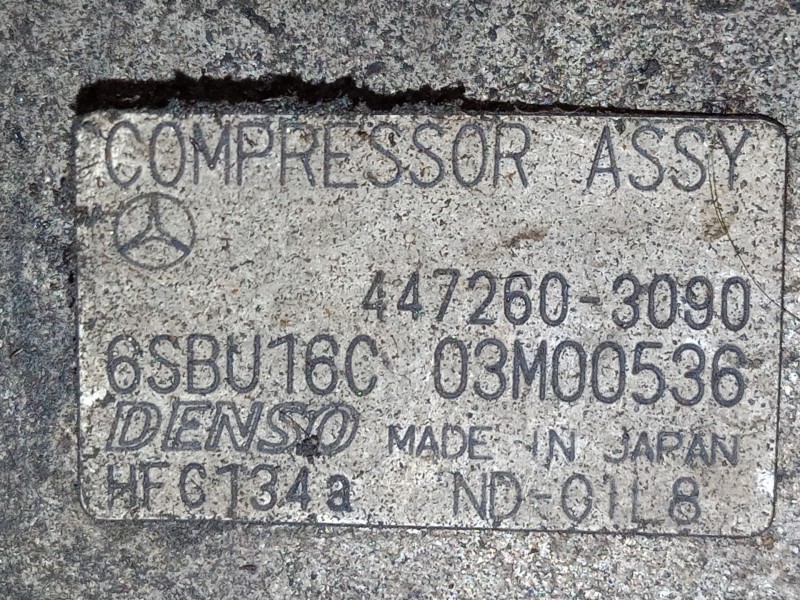 COMPRESSOR ASSY
447260-3090
6SBU16C 03M00536
DENSO MADE IN JAPAN
HFC134a ND-OIL8